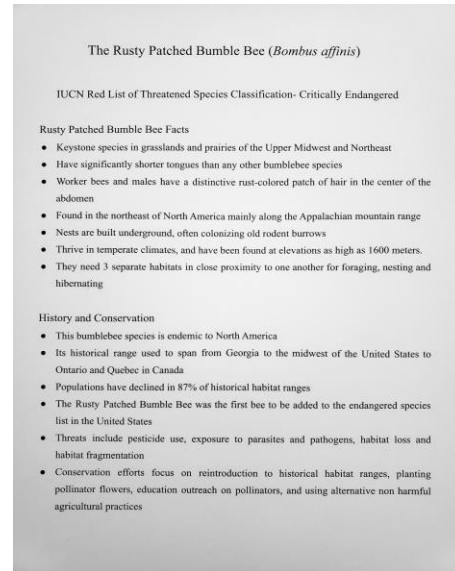 The Rusty Patched Bumble Bee (Bombus affinis)
IUCN Red List of Threatened Species Classification- Critically Endangered
Rusty Patched Bumble Bee Facts
• Keystone species in grasslands and prairies of the Upper Midwest and Northeast
• Have significantly shorter tongues than any other bumblebee species
• Worker bees and males have a distinctive rust-colored patch of hair in the center of the
abdomen
• Found in the northeast of North America mainly along the Appalachian mountain range
• Nests are built underground, often colonizing old rodent burrows
• Thrive in temperate climates, and have been found at elevations as high as 1600 meters.
• They need 3 separate habitats in close proximity to one another for foraging, nesting and
hibernating
History and Conservation
• This bumblebee species is endemic to North America
• Its historical range used to span from Georgia to the midwest of the United States to
Ontario and Quebec in Canada
• Populations have declined in 87% of historical habitat ranges
• The Rusty Patched Bumble Bee was the first bee to be added to the endangered species
list in the United States
• Threats include pesticide use, exposure to parasites and pathogens, habitat loss and
habitat fragmentation
• Conservation efforts focus on reintroduction to historical habitat ranges, planting
pollinator flowers, education outreach on pollinators, and using alternative non harmful
agricultural practices